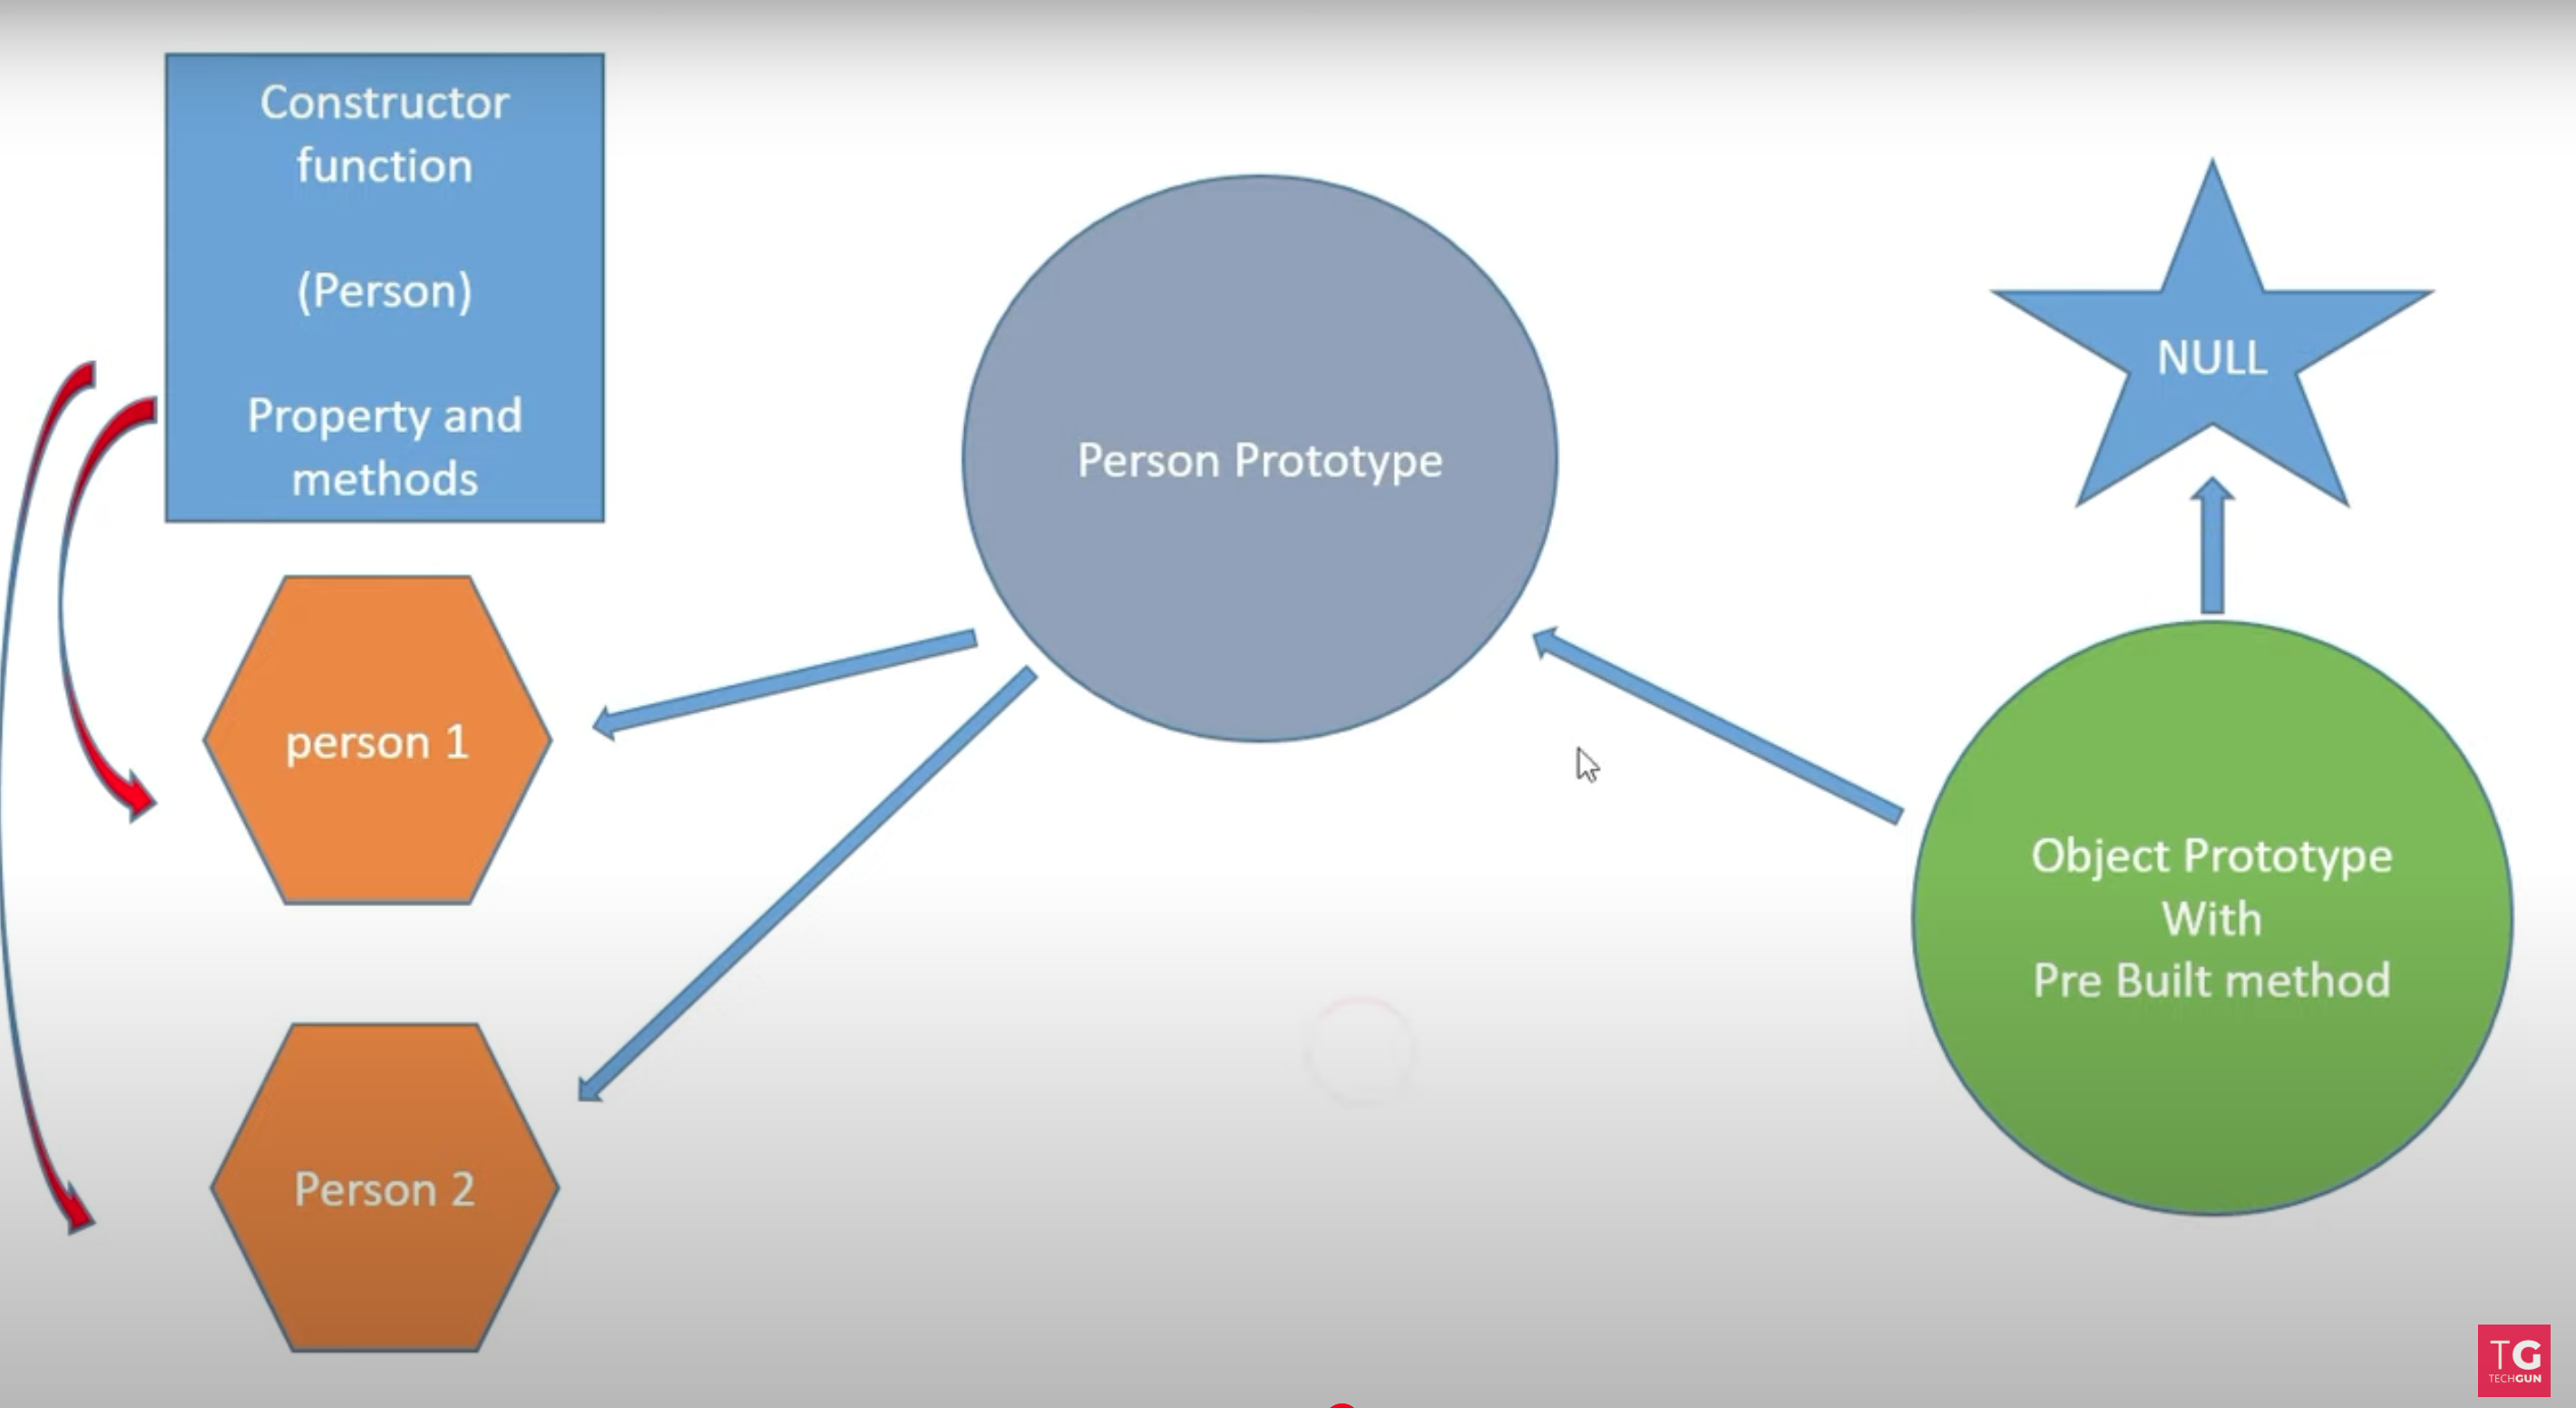 Constructor
function
(Person)
Property and
methods
person 1
Person 2
Person Prototype
NULL
Object Prototype
With
Pre Built method
TG
TECHGUN